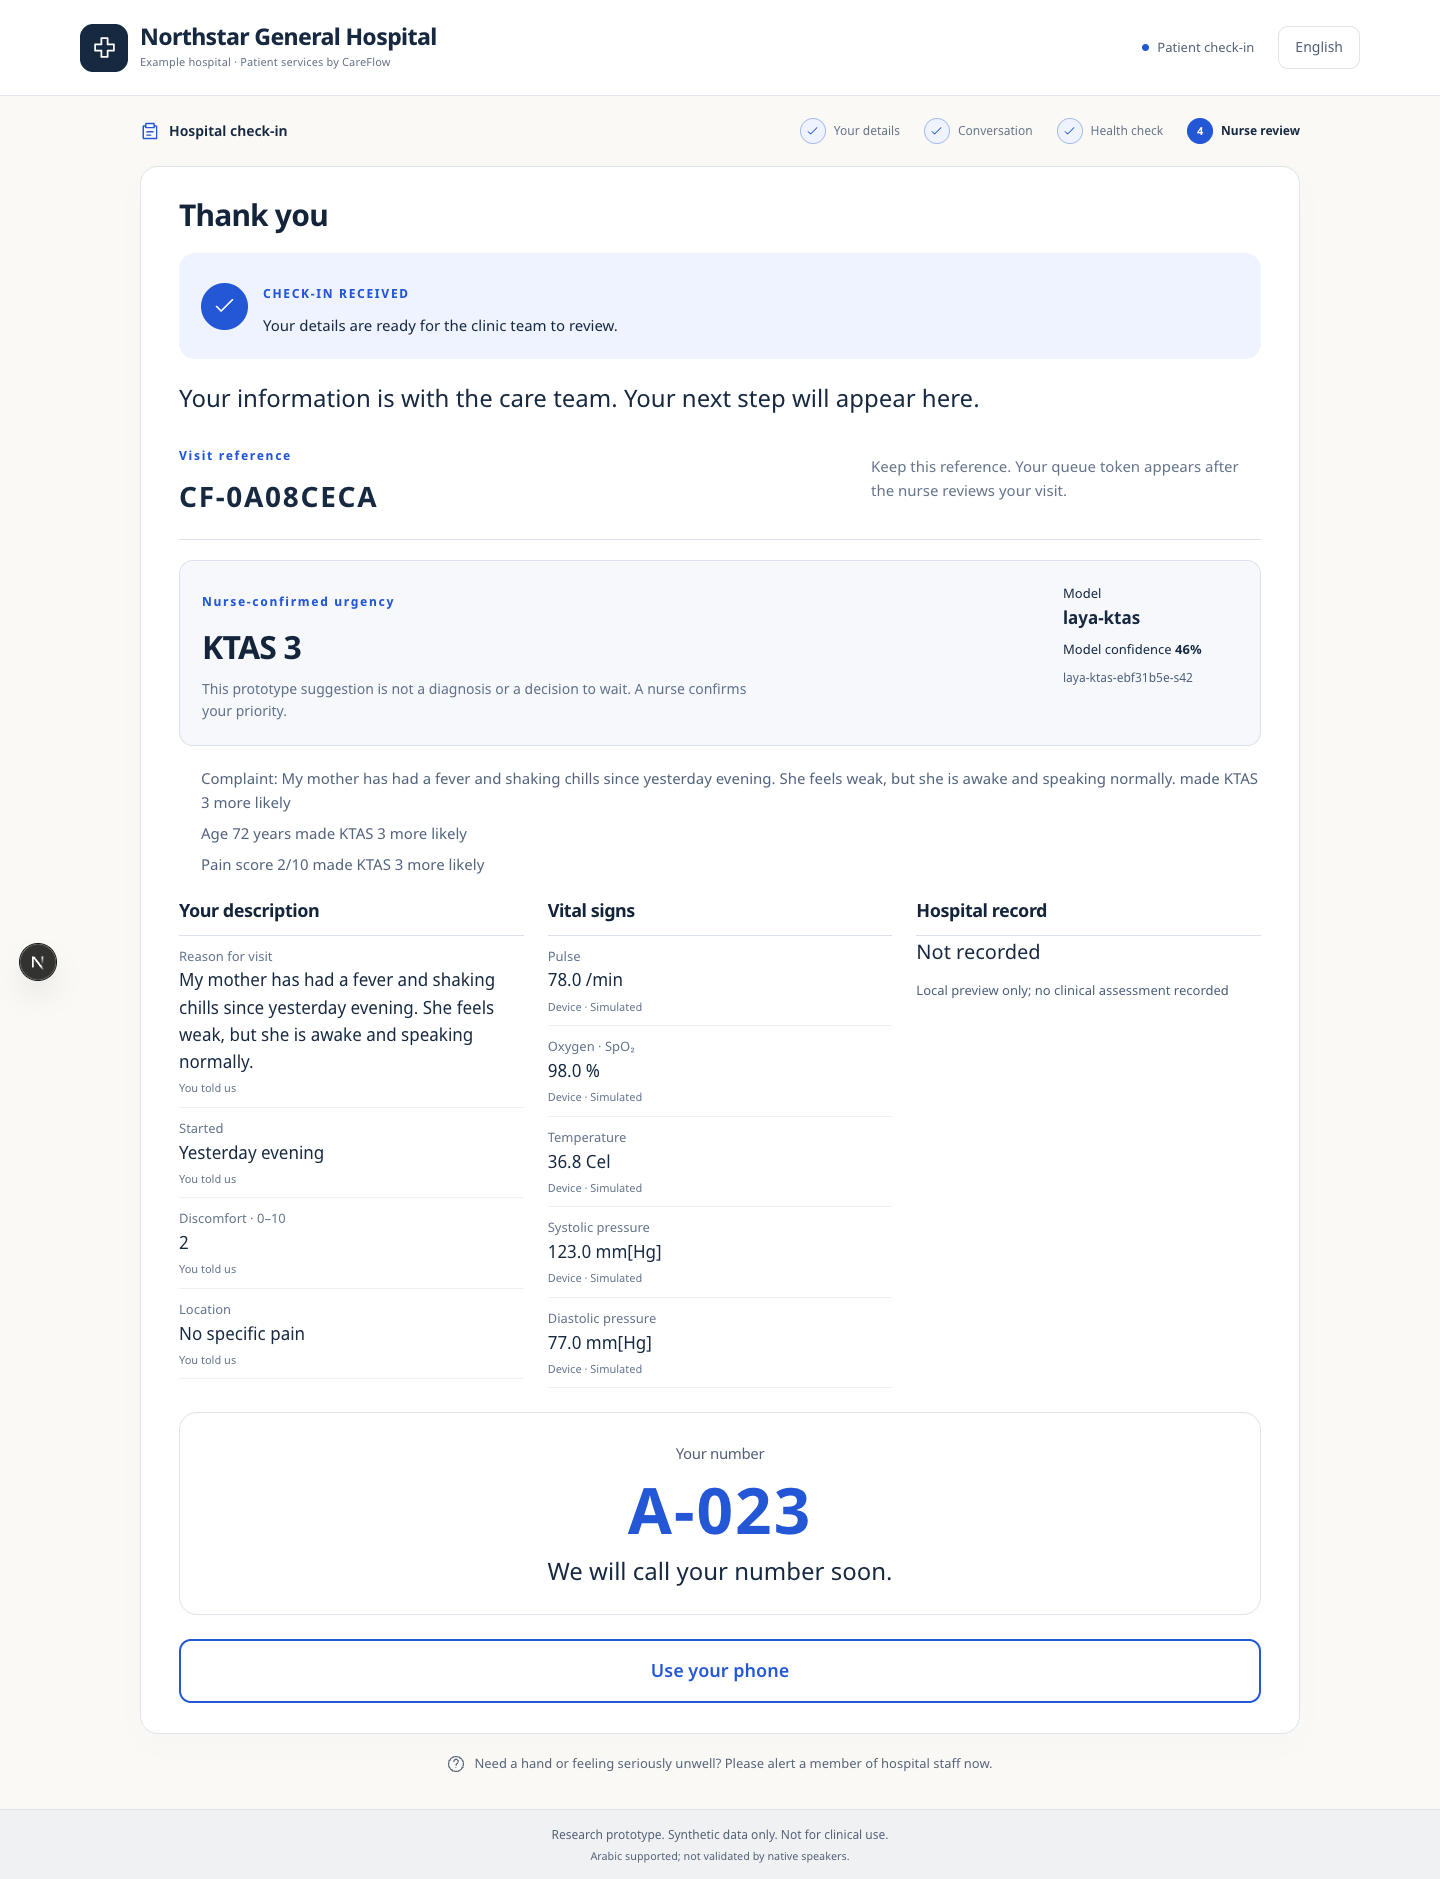 Northstar General Hospital
Example hospital · Patient services by CareFlow
Patient check-in
English
Hospital check-in
Your details
Conversation
Health check
4
Nurse review
Thank you
CHECK-IN RECEIVED
Your details are ready for the clinic team to review.
Your information is with the care team. Your next step will appear here.
Visit reference
CF-0A08CECA
Keep this reference. Your queue token appears after
the nurse reviews your visit.
Nurse-confirmed urgency
KTAS 3
This prototype suggestion is not a diagnosis or a decision to wait. A nurse confirms
your priority.
Model
laya-ktas
Model confidence 46%
laya-ktas-ebf31b5e-s42
Complaint: My mother has had a fever and shaking chills since yesterday evening. She feels weak, but she is awake and speaking normally. made KTAS
3 more likely
Age 72 years made KTAS 3 more likely
Pain score 2/10 made KTAS 3 more likely
Your description
Reason for visit
My mother has had a fever and shaking
chills since yesterday evening. She feels
weak, but she is awake and speaking
normally.
You told us
Started
Yesterday evening
You told us
Discomfort · 0–10
2
You told us
Location
No specific pain
You told us
Vital signs
Pulse
78.0 /min
Device · Simulated
Oxygen · SpO₂
98.0 %
Device · Simulated
Temperature
36.8 Cel
Device · Simulated
Systolic pressure
123.0 mm[Hg]
Device · Simulated
Diastolic pressure
77.0 mm[Hg]
Device · Simulated
Hospital record
Not recorded
Local preview only; no clinical assessment recorded
N
Your number
A-023
We will call your number soon.
Use your phone
Need a hand or feeling seriously unwell? Please alert a member of hospital staff now.
Research prototype. Synthetic data only. Not for clinical use.
Arabic supported; not validated by native speakers.